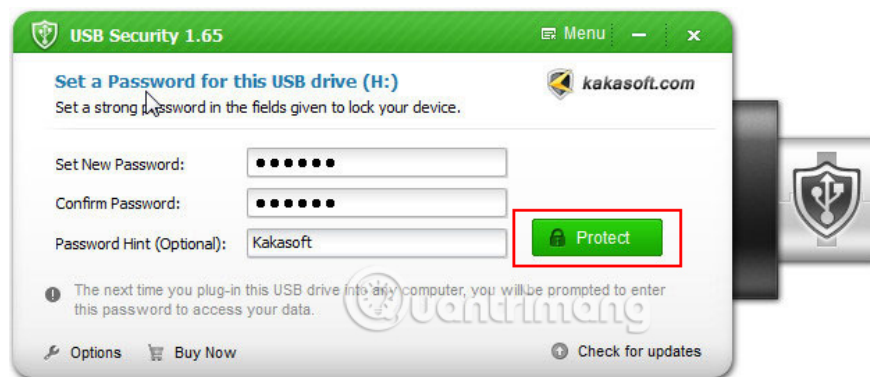 USB Security 1.65
Menu
Set a Password for this USB drive (H:)
kakasoft.com
Set a strong password in the fields given to lock your device.
Set New Password: ●●●●●●
Confirm Password: ●●●●●●
Password Hint (Optional): Kakasoft
Protect
The next time you plug-in this USB drive into any computer, you will be prompted to enter
this password to access your data.
Quantrimang
Options Buy Now Check for updates